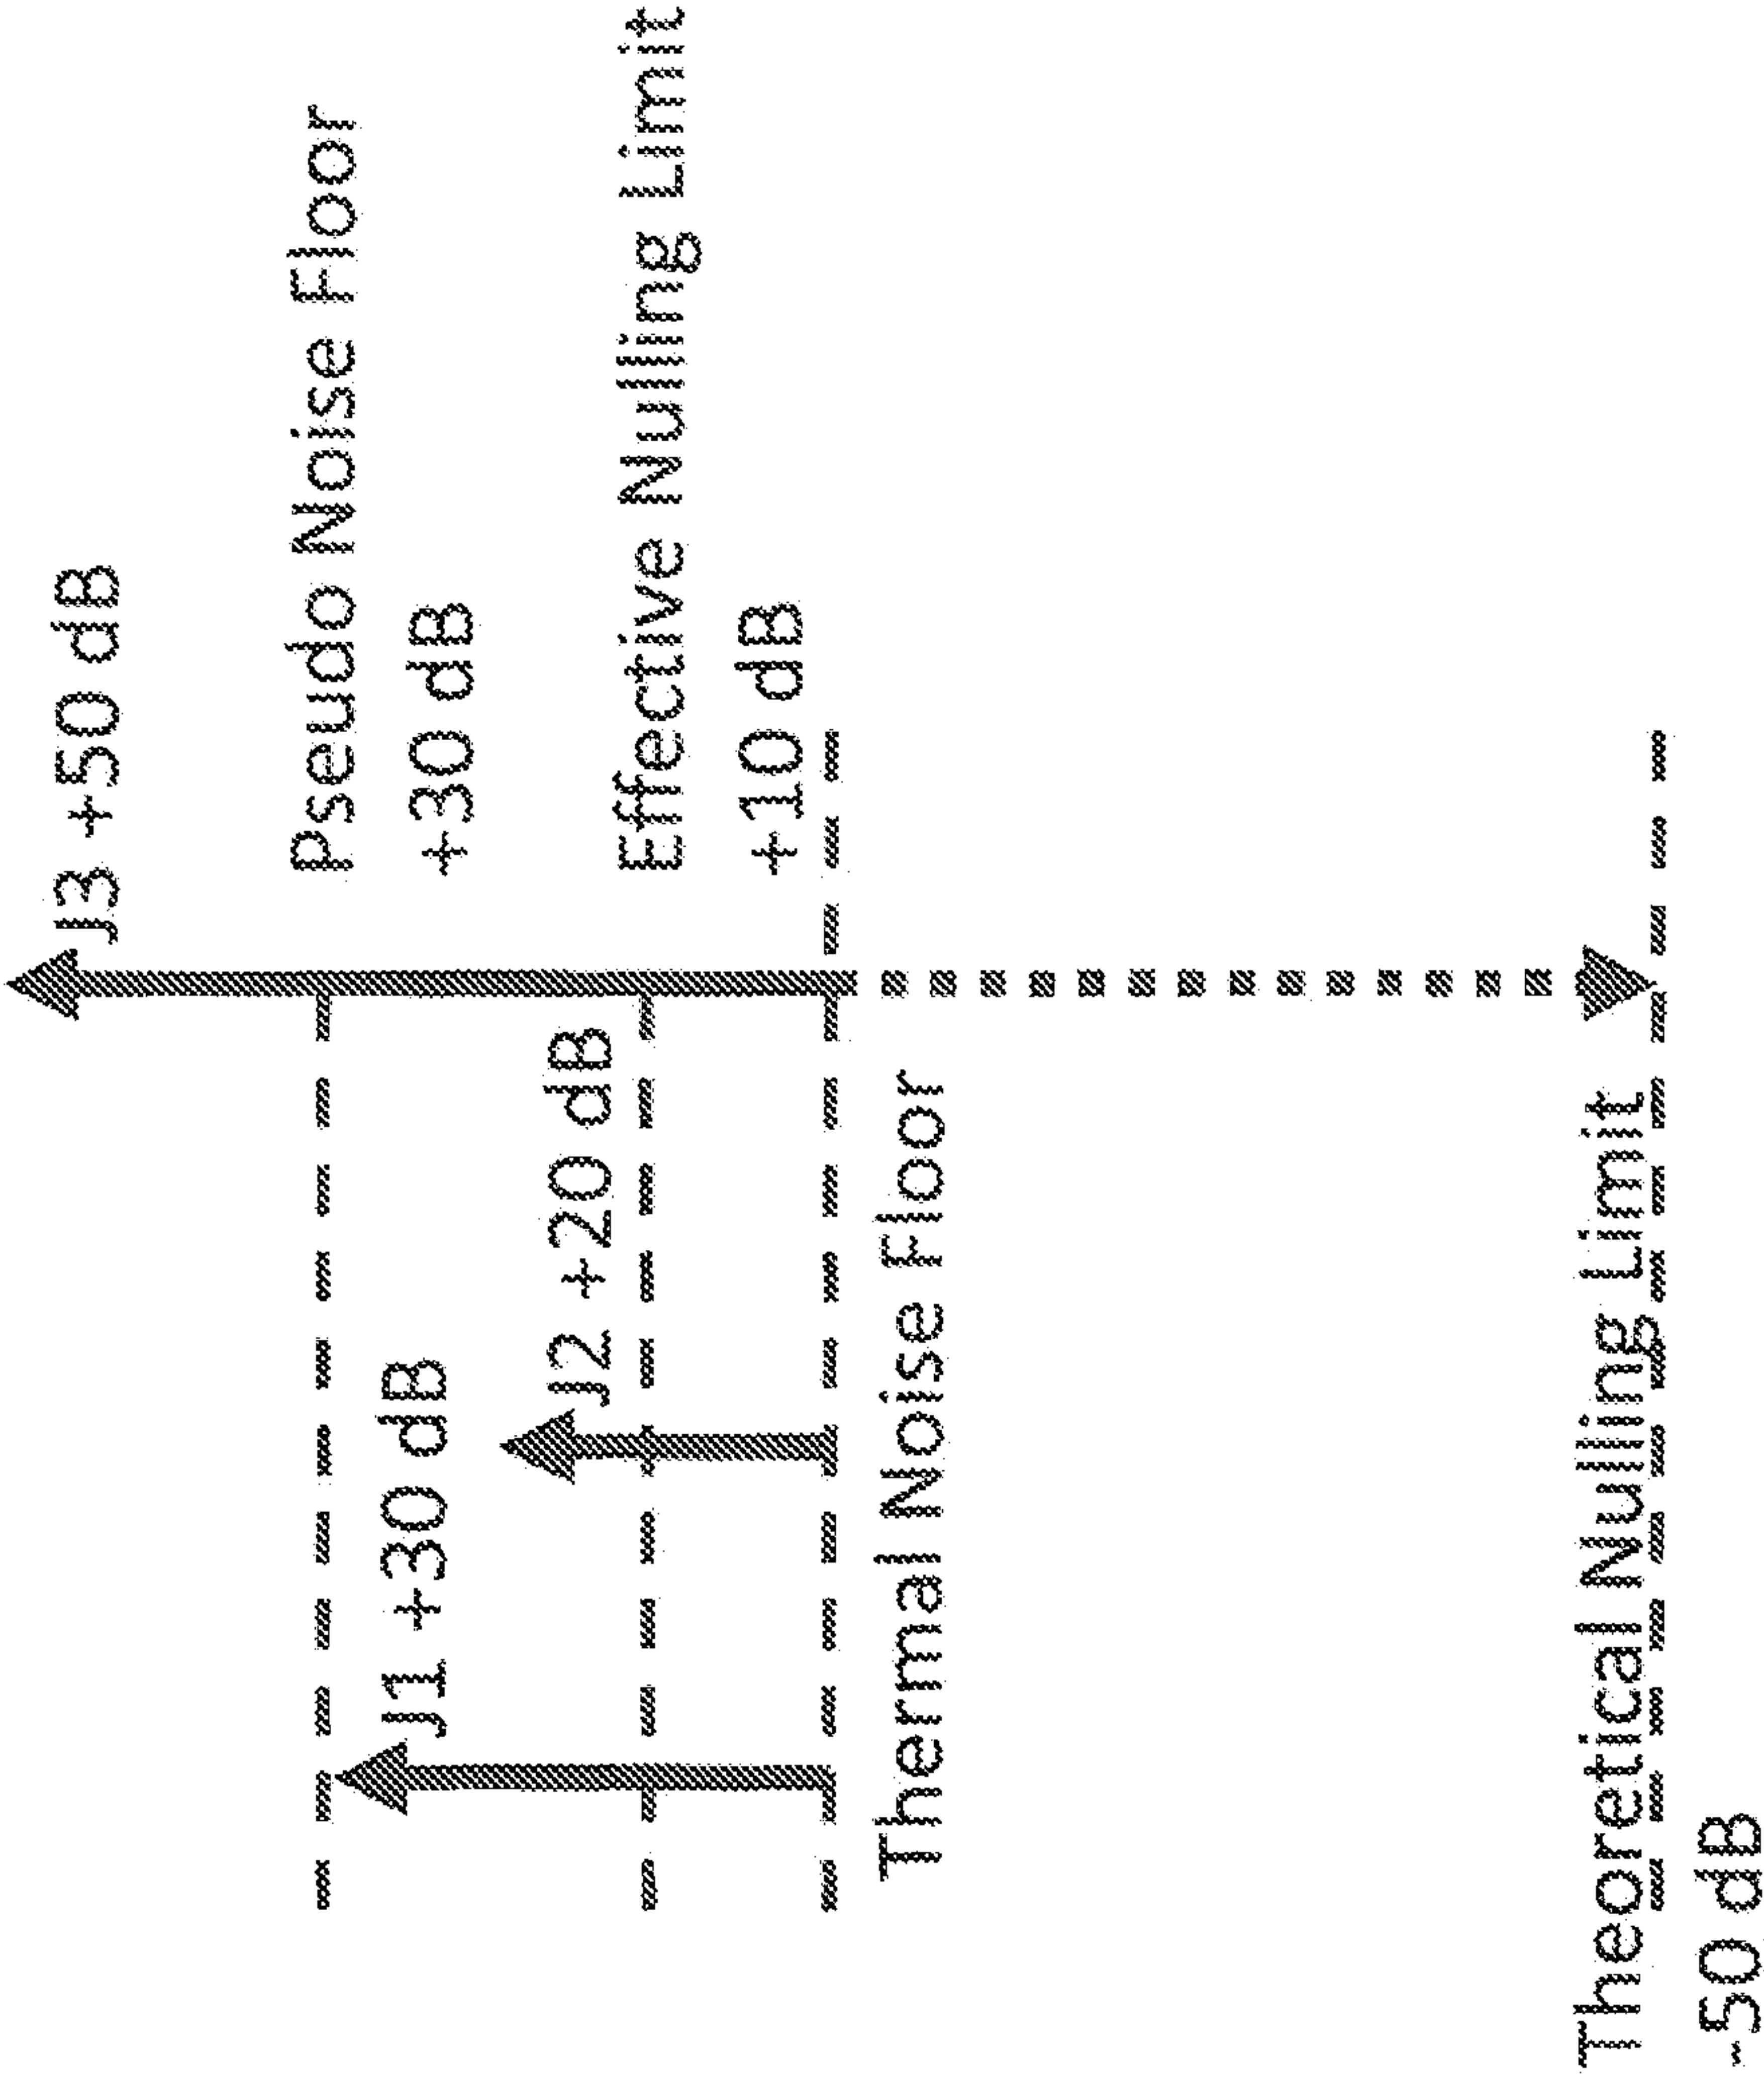 J3 +50 dB
Pseudo Noise Floor
+30 dB
J1 +30 dB
J2 +20 dB
Effective Nulling Limit
+10 dB
Thermal Noise Floor
Theoretical Nulling Limit
-50 dB